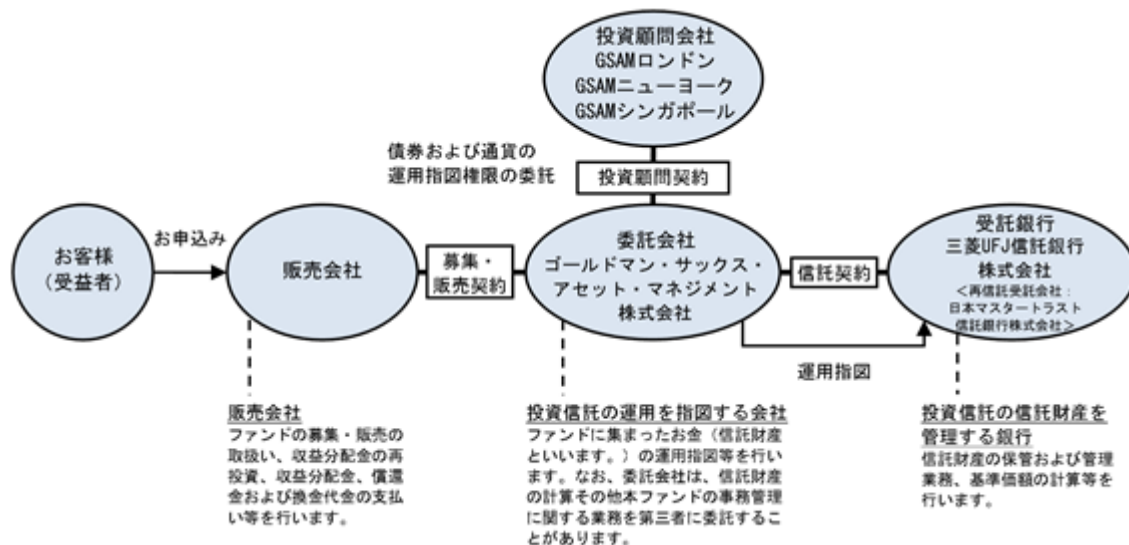 投資顧問会社
GSAMロンドン
GSAMニューヨーク
GSAMシンガポール
債券および通貨の
運用指図権限の委託
投資顧問契約
お客様
（受益者）
お申込み
販売会社
募集・
販売契約
委託会社
ゴールドマン・サックス・
アセット・マネジメント
株式会社
信託契約
受託銀行
三菱UFJ信託銀行
株式会社
＜再信託受託会社：
日本マスタートラスト
信託銀行株式会社＞
運用指図
販売会社
ファンドの募集・販売の
取扱い、収益分配金の再
投資、収益分配金、償還
金および換金代金の支払
い等を行います。
投資信託の運用を指図する会社
ファンドに集まったお金（信託財産
といいます。）の運用指図等を行い
ます。なお、委託会社は、信託財産
の計算その他本ファンドの事務管理
に関する業務を第三者に委託するこ
とがあります。
投資信託の信託財産を
管理する銀行
信託財産の保管および管理
業務、基準価額の計算等を
行います。